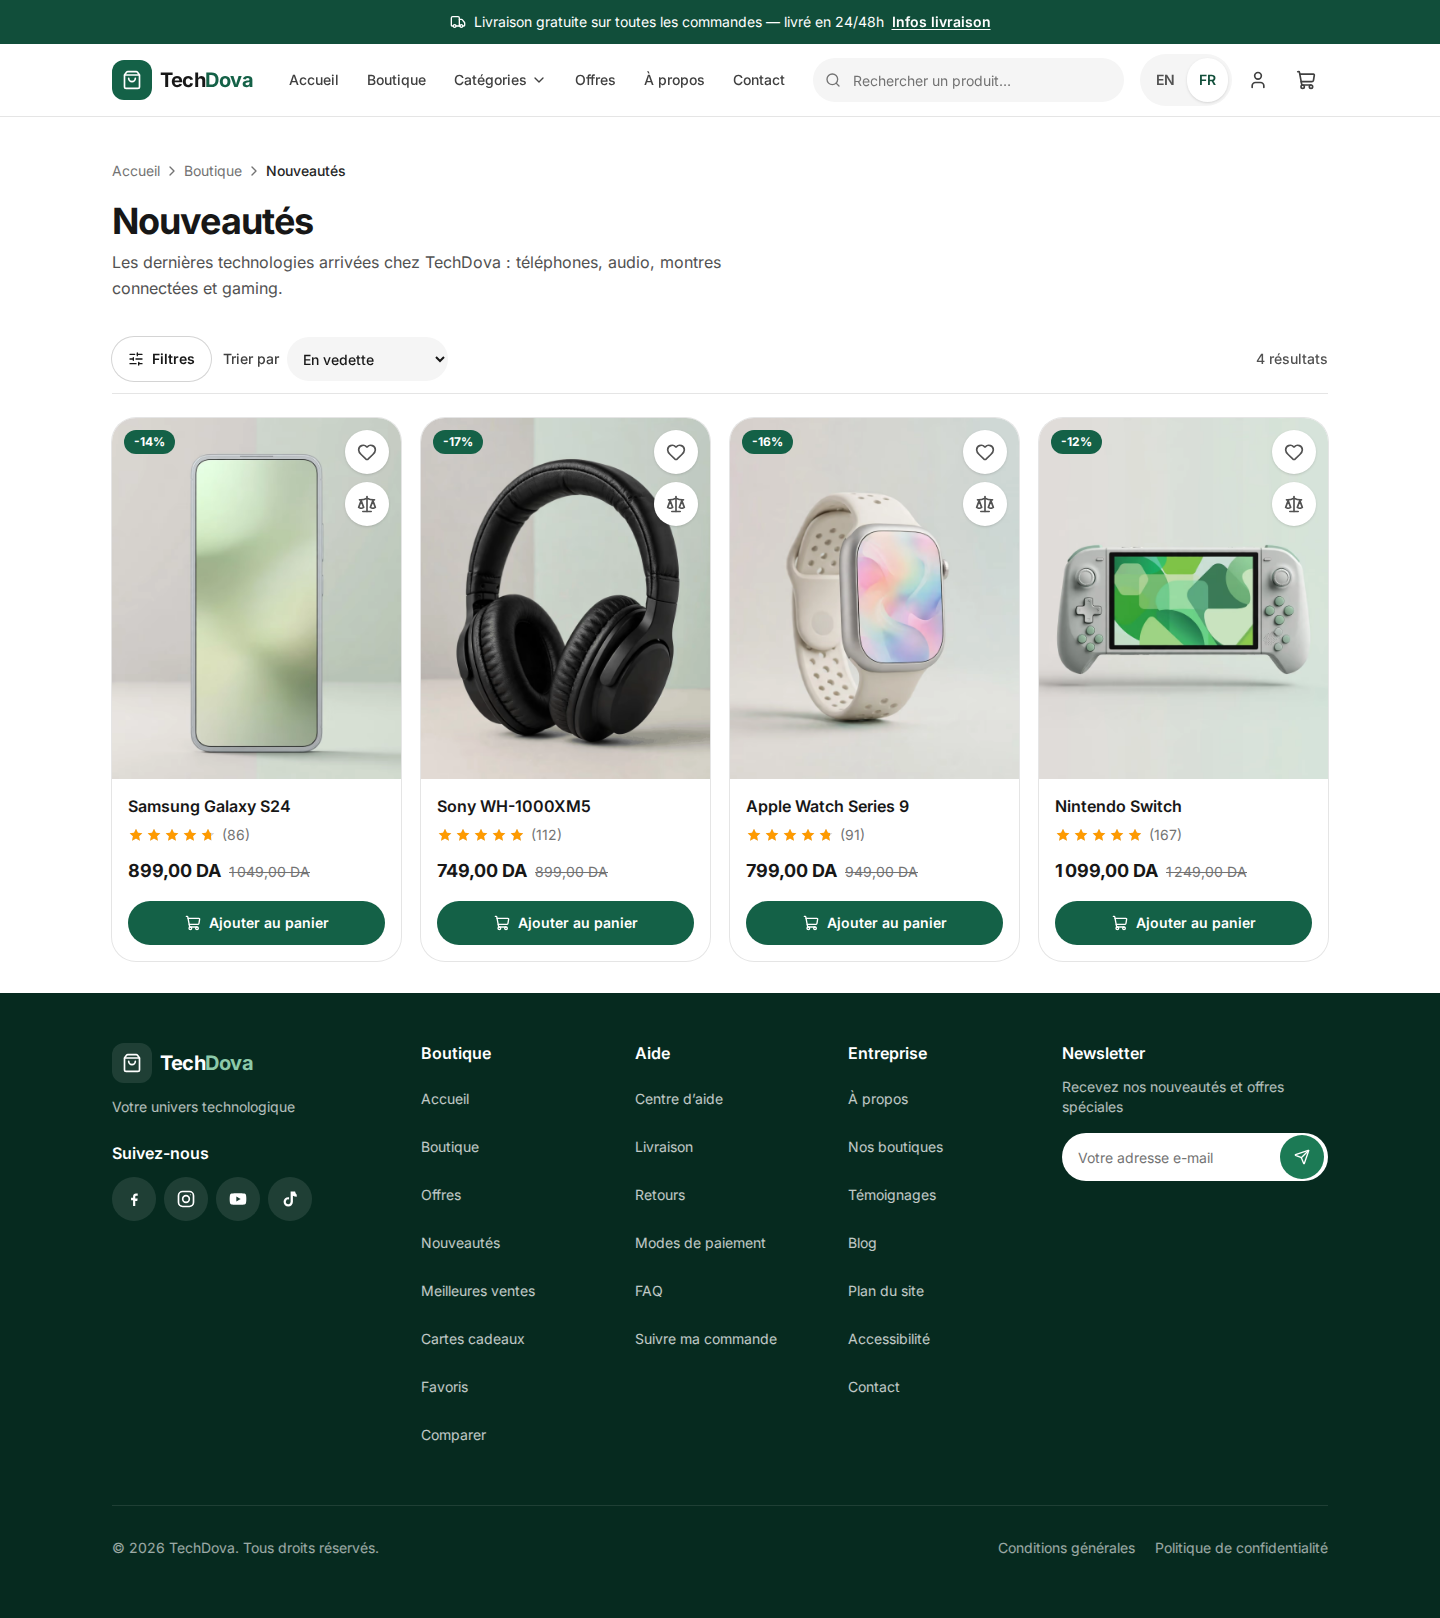 Livraison gratuite sur toutes les commandes — livré en 24/48h Infos livraison
TechDova Accueil Boutique Catégories Offres À propos Contact Rechercher un produit... EN FR
Accueil Boutique Nouveautés
Nouveautés
Les dernières technologies arrivées chez TechDova : téléphones, audio, montres
connectées et gaming.
Filtres Trier par En vedette 4 résultats
-14%
Samsung Galaxy S24
(86)
899,00 DA 1 049,00 DA
Ajouter au panier
-17%
Sony WH-1000XM5
(112)
749,00 DA 899,00 DA
Ajouter au panier
-16%
Apple Watch Series 9
(91)
799,00 DA 949,00 DA
Ajouter au panier
-12%
Nintendo Switch
(167)
1 099,00 DA 1 249,00 DA
Ajouter au panier
TechDova
Votre univers technologique
Suivez-nous
Boutique
Accueil
Boutique
Offres
Nouveautés
Meilleures ventes
Cartes cadeaux
Favoris
Comparer
Aide
Centre d’aide
Livraison
Retours
Modes de paiement
FAQ
Suivre ma commande
Entreprise
À propos
Nos boutiques
Témoignages
Blog
Plan du site
Accessibilité
Contact
Newsletter
Recevez nos nouveautés et offres
spéciales
Votre adresse e-mail
© 2026 TechDova. Tous droits réservés.
Conditions générales Politique de confidentialité